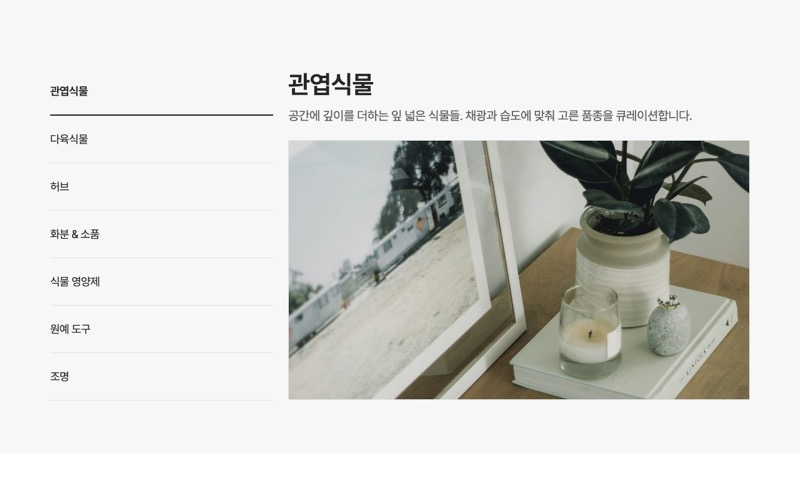 관엽식물
다육식물
허브
화분 & 소품
식물 영양제
원예 도구
조명
관엽식물
공간에 깊이를 더하는 잎 넓은 식물들. 채광과 습도에 맞춰 고른 품종을 큐레이션합니다.